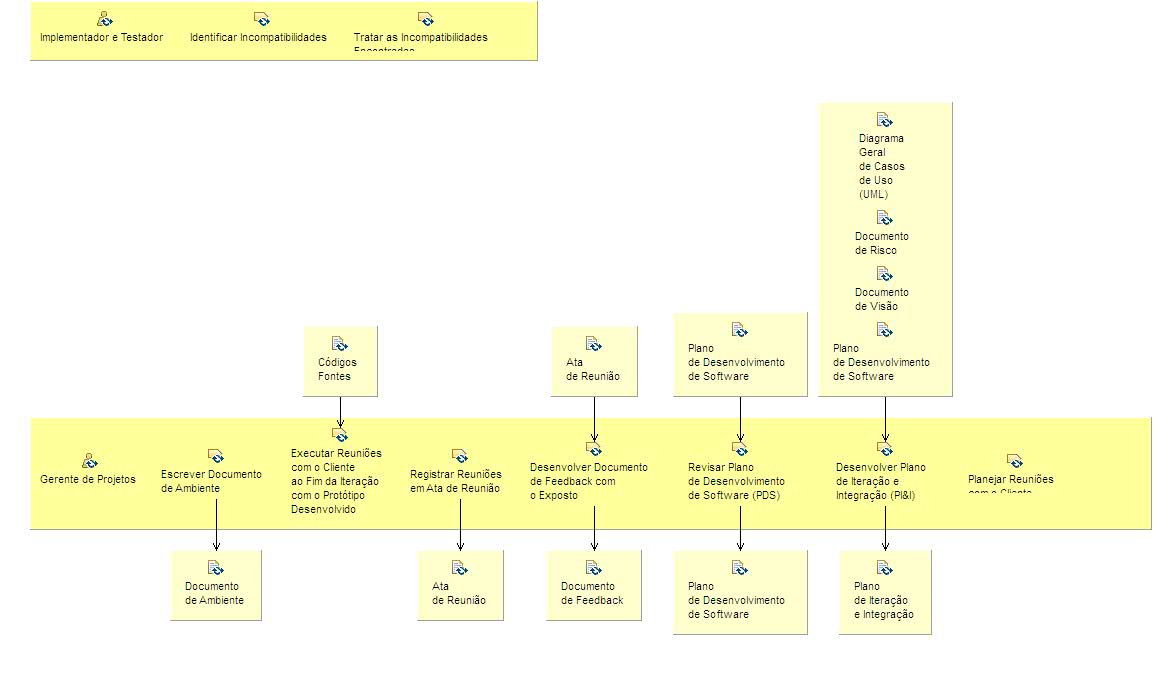 Implementador e Testador
Identificar Incompatibilidades
Tratar as Incompatibilidades
Encontradas
Diagrama
Geral
de Casos
de Uso
(UML)
Documento
de Risco
Documento
de Visão
Plano
de Desenvolvimento
de Software
Plano
de Desenvolvimento
de Software
Ata
de Reunião
Códigos
Fontes
Gerente de Projetos
Escrever Documento
de Ambiente
Executar Reuniões
com o Cliente
ao Fim da Iteração
com o Protótipo
Desenvolvido
Registrar Reuniões
em Ata de Reunião
Desenvolver Documento
de Feedback com
o Exposto
Revisar Plano
de Desenvolvimento
de Software (PDS)
Desenvolver Plano
de Iteração e
Integração (PI&I)
Planejar Reuniões
com o Cliente
Documento
de Ambiente
Ata
de Reunião
Documento
de Feedback
Plano
de Desenvolvimento
de Software
Plano
de Iteração
e Integração